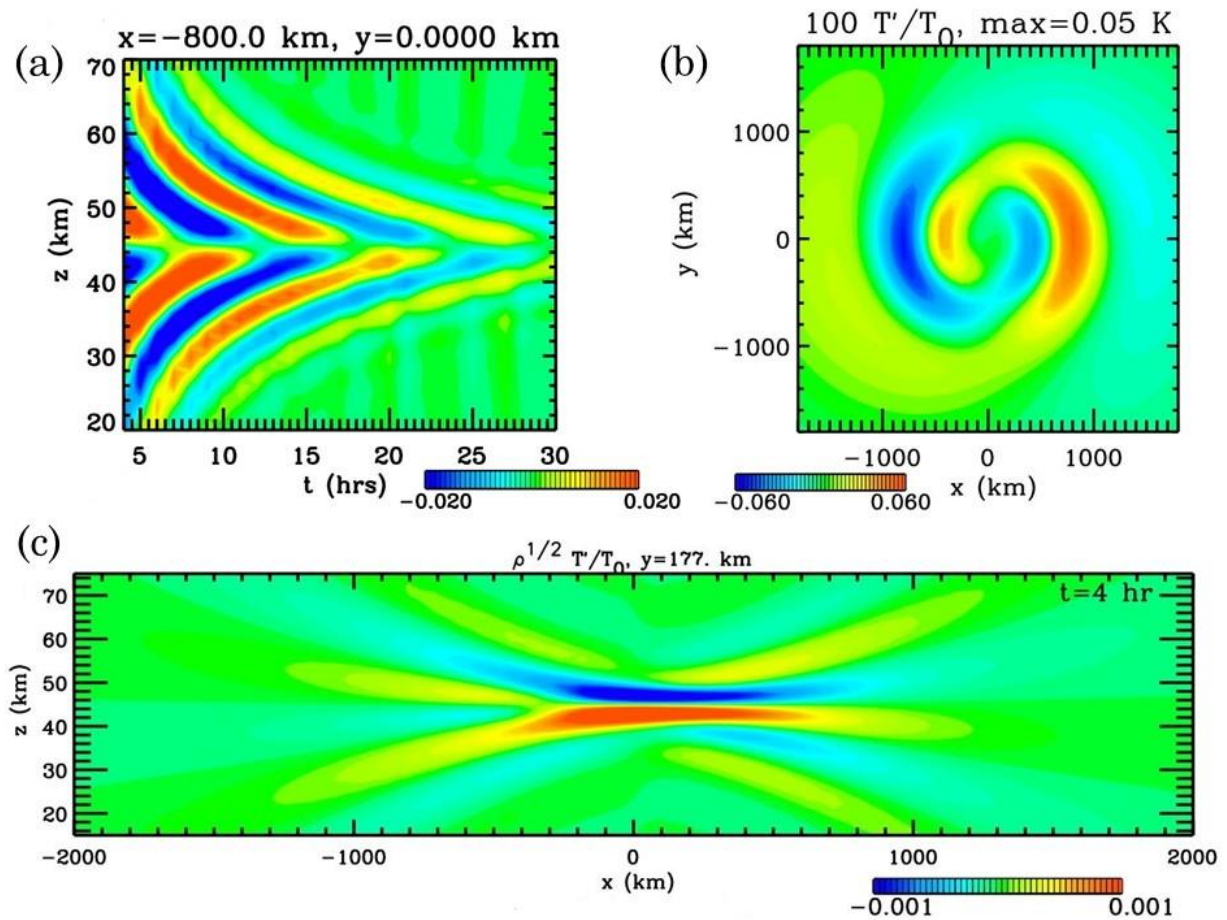 (a)
x=-800.0 km, y=0.0000 km
70
60
50
40
30
20
z (km)
5 10 15 20 25 30
t (hrs)
-0.020 0.020
(b)
100 T'/T0, max=0.05 K
1000
0
-1000
y (km)
-1000 0 1000
x (km)
-0.060 0.060
(c)
ρ1/2 T'/T0, y=177. km
t=4 hr
70
60
50
40
30
20
z (km)
-2000 -1000 0 1000 2000
x (km)
-0.001 0.001